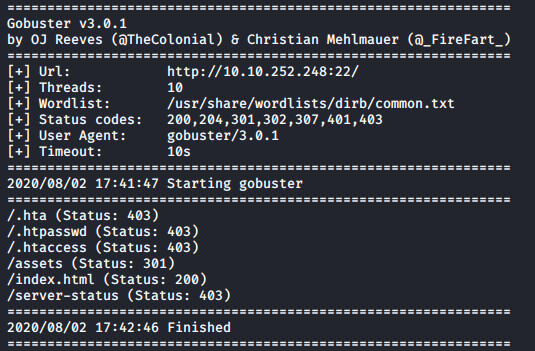 ===============================================================
Gobuster v3.0.1
by OJ Reeves (@TheColonial) & Christian Mehlmauer (@_FireFart_)
===============================================================
[+] Url:            http://10.10.252.248:22/
[+] Threads:        10
[+] Wordlist:       /usr/share/wordlists/dirb/common.txt
[+] Status codes:   200,204,301,302,307,401,403
[+] User Agent:     gobuster/3.0.1
[+] Timeout:        10s
===============================================================
2020/08/02 17:41:47 Starting gobuster
===============================================================
/.hta (Status: 403)
/.htpasswd (Status: 403)
/.htaccess (Status: 403)
/assets (Status: 301)
/index.html (Status: 200)
/server-status (Status: 403)
===============================================================
2020/08/02 17:42:46 Finished
===============================================================